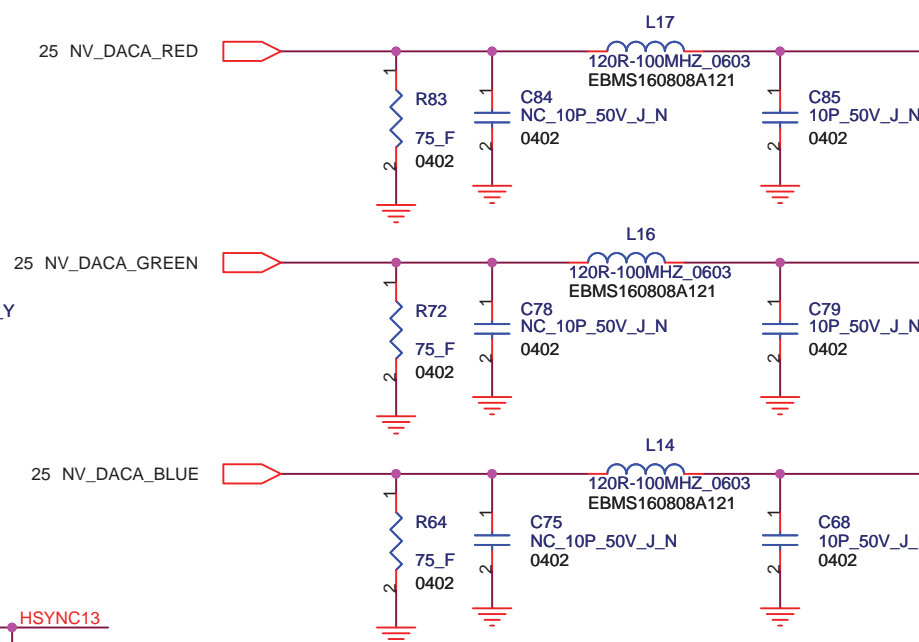 L17
25 NV_DACA_RED
120R-100MHZ_0603
EBMS160808A121
1
R83
75_F
0402
2
1
C84
NC_10P_50V_J_N
0402
2
1
C85
10P_50V_J_N
0402
2
L16
25 NV_DACA_GREEN
120R-100MHZ_0603
EBMS160808A121
_Y
1
R72
75_F
0402
2
1
C78
NC_10P_50V_J_N
0402
2
1
C79
10P_50V_J_N
0402
2
L14
25 NV_DACA_BLUE
120R-100MHZ_0603
EBMS160808A121
1
R64
75_F
0402
2
1
C75
NC_10P_50V_J_N
0402
2
1
C68
10P_50V_J_
0402
2
HSYNC13